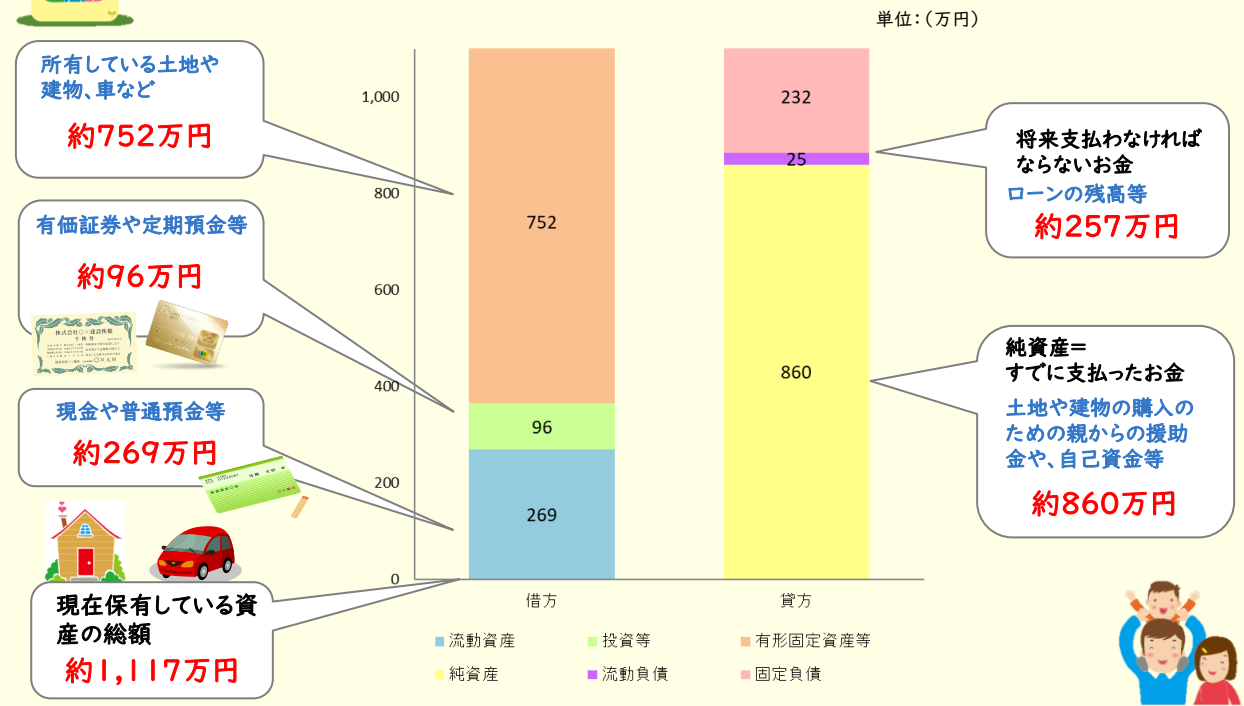 単位:(万円)
所有している土地や
建物、車など
約752万円
有価証券や定期預金等
約96万円
現金や普通預金等
約269万円
現在保有している資
産の総額
約1,117万円
1,000
800
600
400
200
0
752
96
269
232
25
860
借方
貸方
流動資産
投資等
有形固定資産等
純資産
流動負債
固定負債
将来支払わなければ
ならないお金
ローンの残高等
約257万円
純資産=
すでに支払ったお金
土地や建物の購入の
ための親からの援助
金や、自己資金等
約860万円